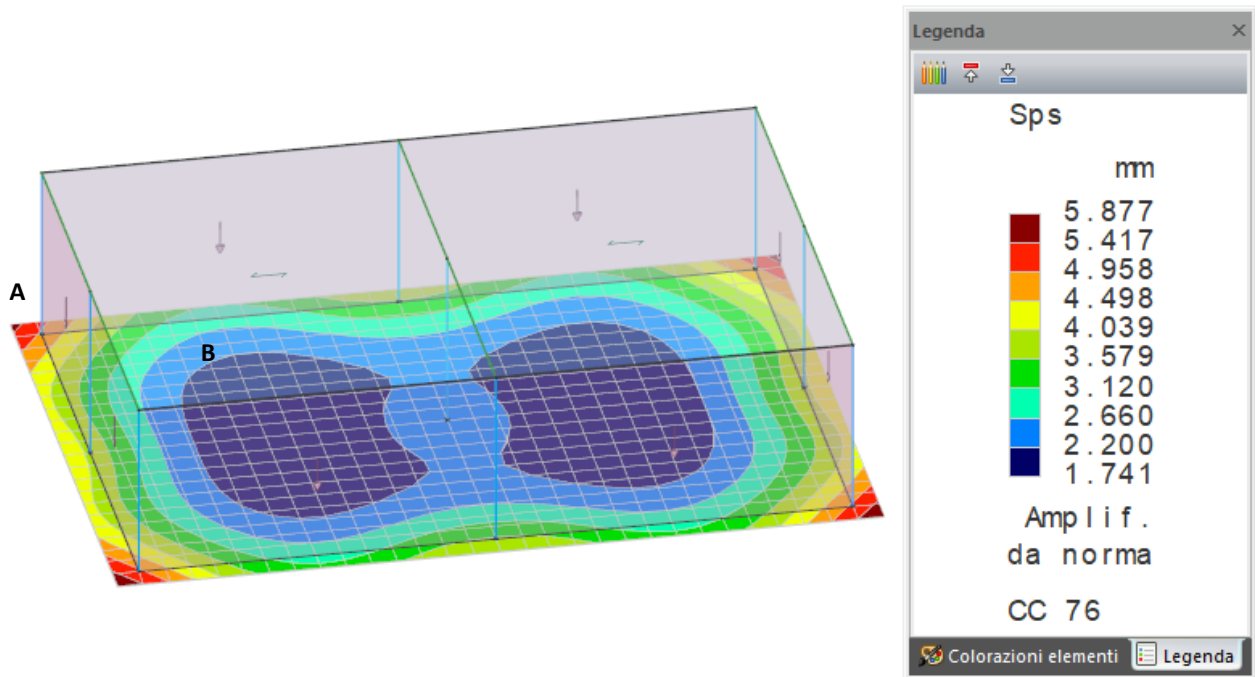 Legenda
Sps
mm
5.877
5.417
4.958
4.498
4.039
3.579
3.120
2.660
2.200
1.741
Amplif.
da norma
CC 76
Colorazioni elementi
Legenda
A
B